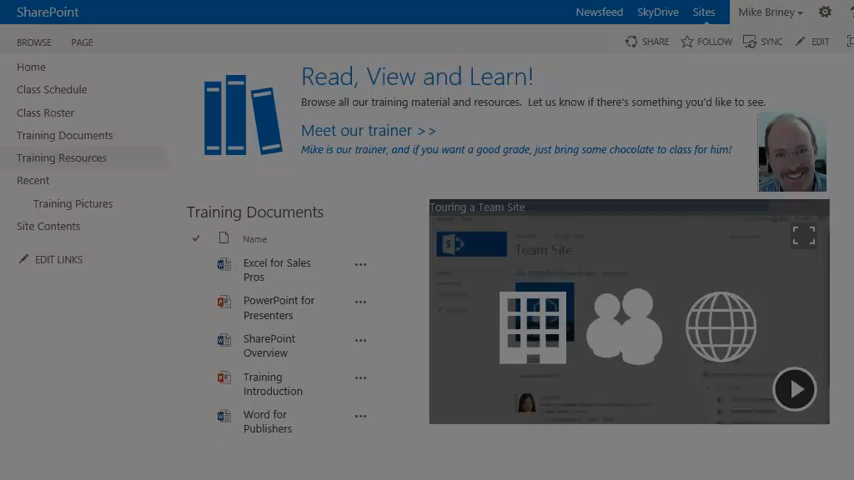 SharePoint
Newsfeed SkyDrive Sites Mike Briney
BROWSE PAGE
SHARE FOLLOW SYNC EDIT
Home
Class Schedule
Class Roster
Training Documents
Training Resources
Recent
Training Pictures
Site Contents
EDIT LINKS
Read, View and Learn!
Browse all our training material and resources. Let us know if there's something you'd like to see.
Meet our trainer >>
Mike is our trainer, and if you want a good grade, just bring some chocolate to class for him!
Training Documents
Name
Excel for Sales
Pros
PowerPoint for
Presenters
SharePoint
Overview
Training
Introduction
Word for
Publishers
Touring a Team Site
Team Site